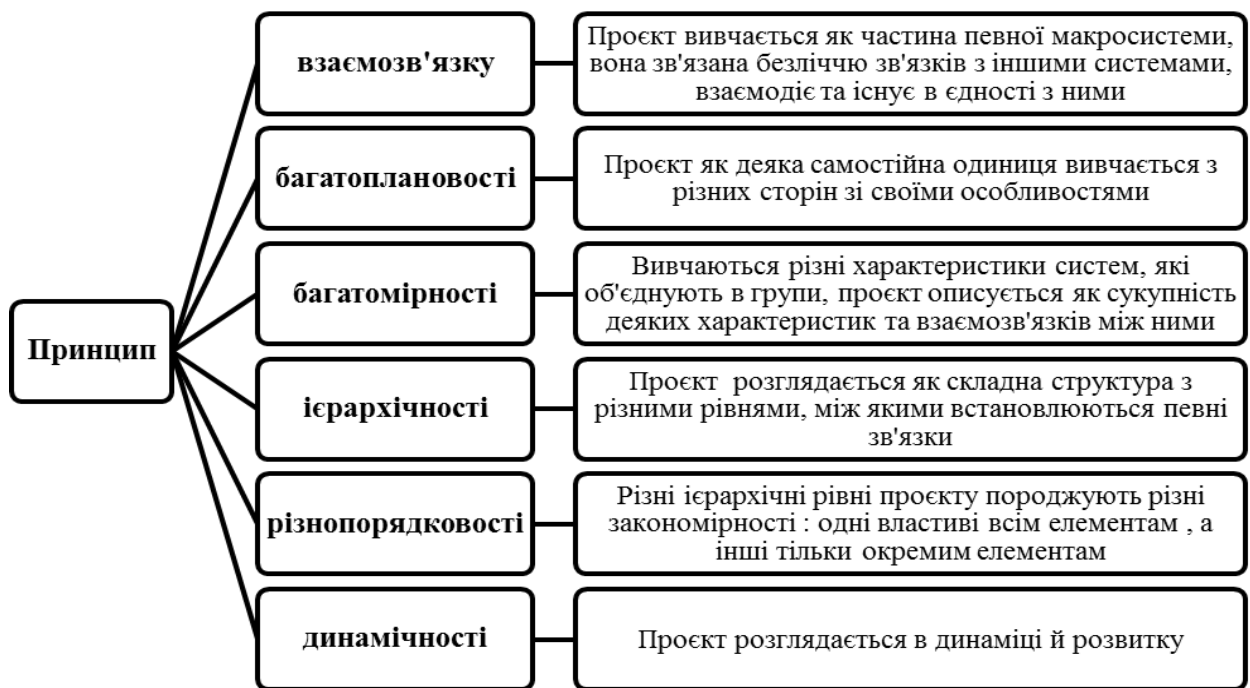 Принцип
взаємозв'язку
Проєкт вивчається як частина певної макросистеми,
вона зв'язана безліччю зв'язків з іншими системами,
взаємодіє та існує в єдності з ними
багатоплановості
Проєкт як деяка самостійна одиниця вивчається з
різних сторін зі своїми особливостями
багатомірності
Вивчаються різні характеристики систем, які
об'єднують в групи, проєкт описується як сукупність
деяких характеристик та взаємозв'язків між ними
ієрархічності
Проєкт  розглядається як складна структура з
різними рівнями, між якими встановлюються певні
зв'язки
різнопорядковості
Різні ієрархічні рівні проєкту породжують різні
закономірності : одні властиві всім елементам , а
інші тільки окремим елементам
динамічності
Проєкт розглядається в динаміці й розвитку